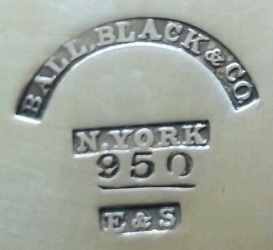 BALL, BLACK & CO.
N. YORK
950
E & S